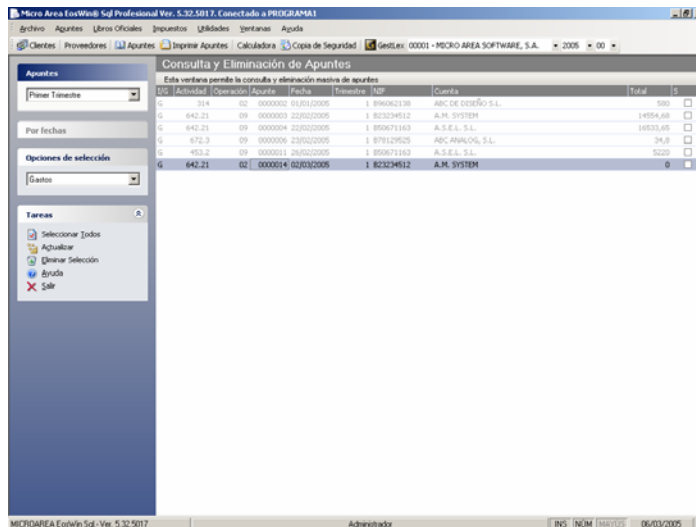 Micro Area EosWin® Sql Profesional Ver. 5.32.5017. Conectado a PROGRAMA1
Archivo Apuntes Libros Oficiales Impuestos Utilidades Ventanas Ayuda
Clientes Proveedores Apuntes Imprimir Apuntes Calculadora Copia de Seguridad GestLex 00001 - MICRO AREA SOFTWARE, S.A. 2005 00
Consulta y Eliminación de Apuntes
Esta ventana permite la consulta y eliminación masiva de apuntes
Apuntes
Primer Trimestre
Por fechas
Opciones de selección
Gastos
Tareas
Seleccionar Todos
Actualizar
Eliminar Selección
Ayuda
Salir
I/G Actividad Operación Apunte Fecha Trimestre NIF Cuenta Total S
G 314 02 0000002 01/01/2005 1 B96062138 ABC DE DISEÑO S.L. 580
G 642.21 09 0000003 22/02/2005 1 B23234512 A.M. SYSTEM 14554,68
G 642.21 09 0000004 22/02/2005 1 B50671163 A.S.E.L. S.L. 16533,65
G 672.3 09 0000006 23/02/2005 1 B78129525 ABC ANALOG, S.L. 34,8
G 453.2 09 0000011 26/02/2005 1 B50671163 A.S.E.L. S.L. 5220
G 642.21 02 0000014 02/03/2005 1 B23234512 A.M. SYSTEM 0
MICROAREA EosWin Sql - Ver. 5.32.5017 Administrador INS NÚM MAYÚS 06/03/2005